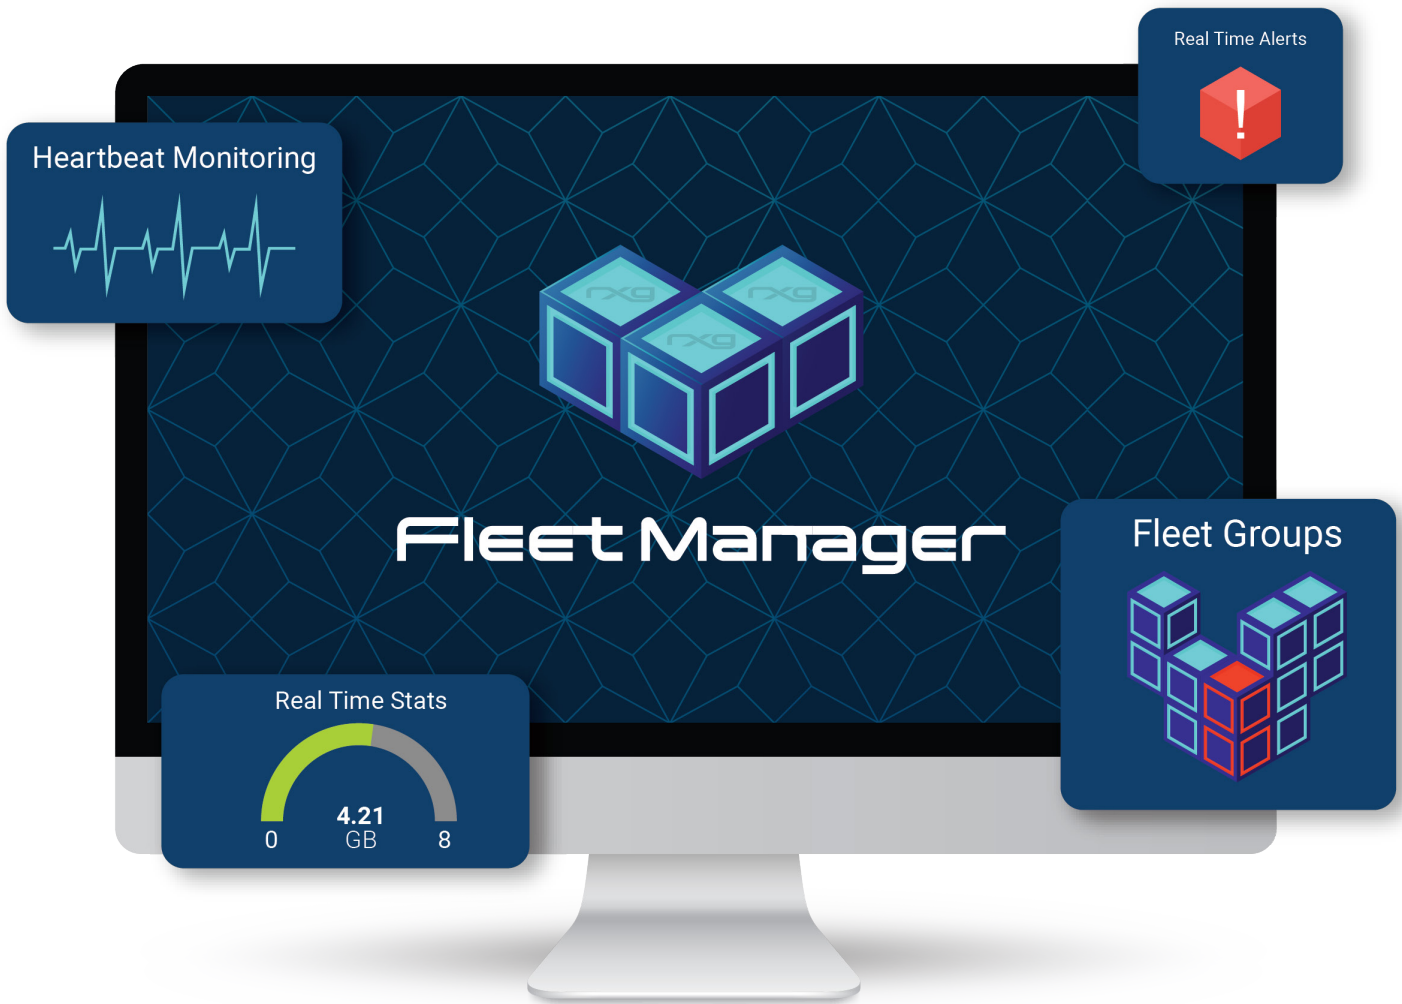 Real Time Alerts
!
Heartbeat Monitoring
rxg
rxg
rxg
Fleet Manager
Fleet Groups
Real Time Stats
4.21
0 GB 8